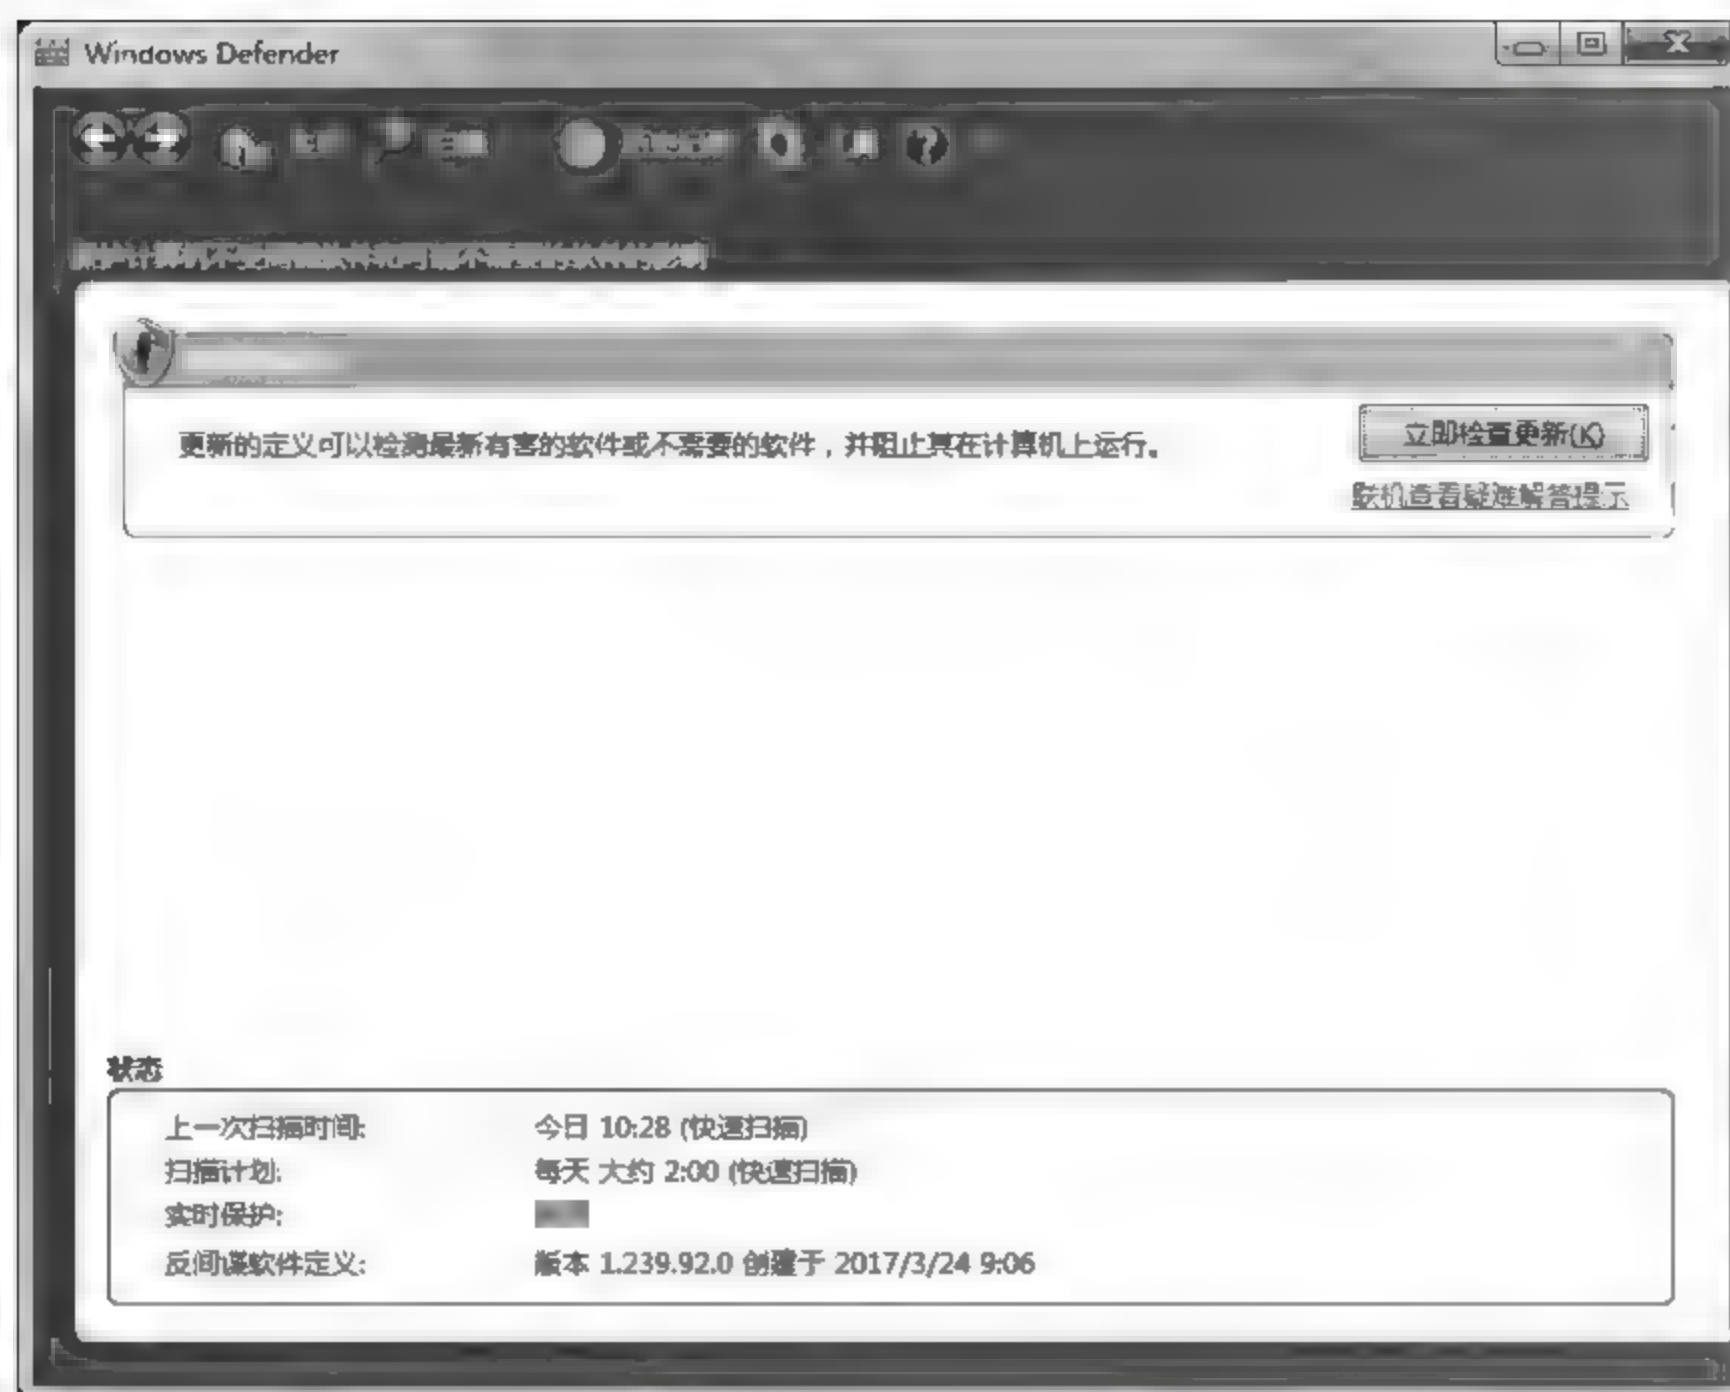 Windows Defender
更新的定义可以检测最新有害的软件或不需要的软件，并阻止其在计算机上运行。
立即检查更新(K)
联机查看疑难解答提示
状态
上一次扫描时间: 今日 10:28 (快速扫描)
扫描计划: 每天 大约 2:00 (快速扫描)
实时保护:
反间谍软件定义: 版本 1.239.92.0 创建于 2017/3/24 9:06